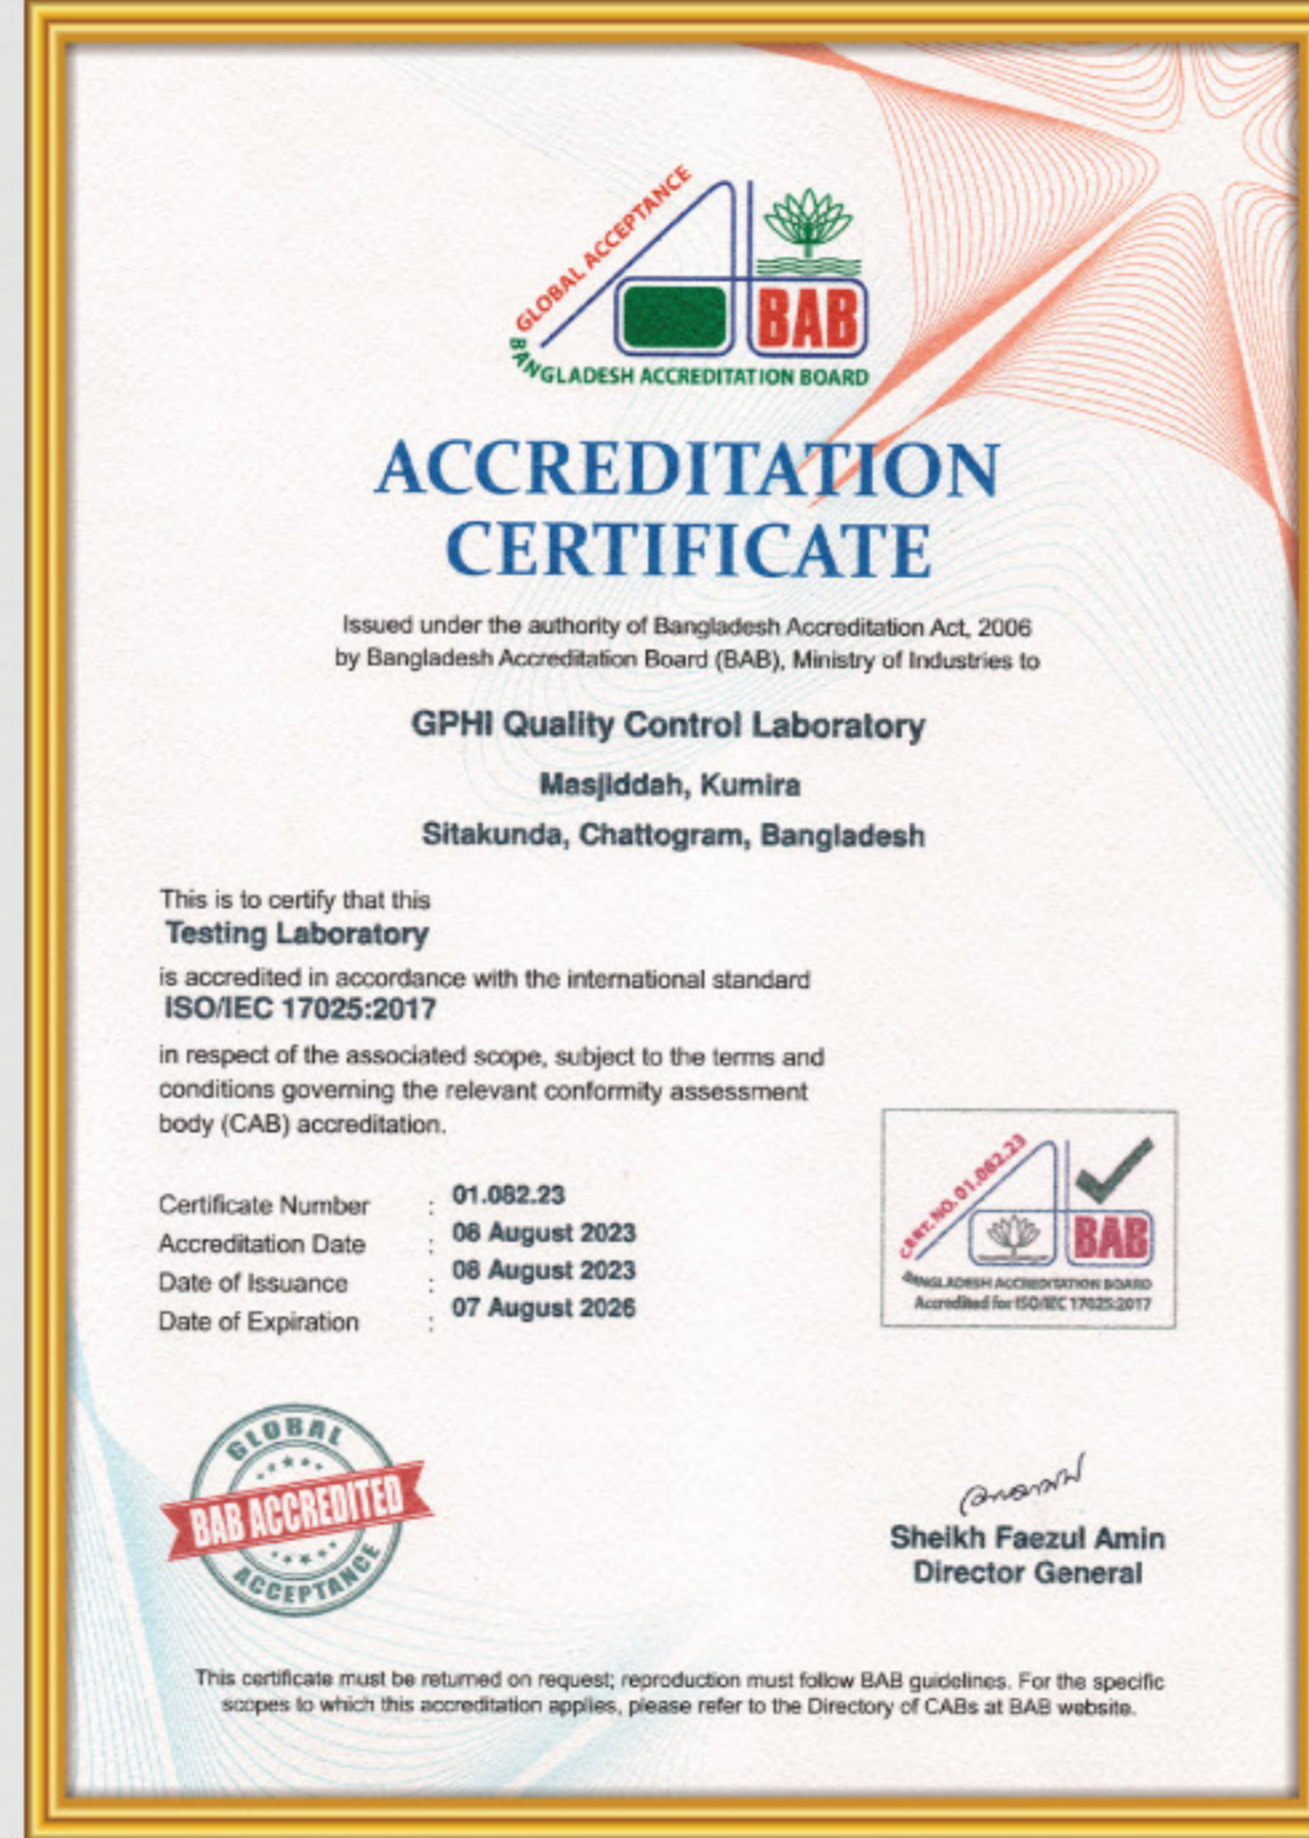 GLOBAL ACCEPTANCE
BAB
BANGLADESH ACCREDITATION BOARD
ACCREDITATION
CERTIFICATE
Issued under the authority of Bangladesh Accreditation Act, 2006
by Bangladesh Accreditation Board (BAB), Ministry of Industries to
GPHI Quality Control Laboratory
Masjiddah, Kumira
Sitakunda, Chattogram, Bangladesh
This is to certify that this
Testing Laboratory
is accredited in accordance with the international standard
ISO/IEC 17025:2017
in respect of the associated scope, subject to the terms and
conditions governing the relevant conformity assessment
body (CAB) accreditation.
Certificate Number : 01.082.23
Accreditation Date : 08 August 2023
Date of Issuance : 08 August 2023
Date of Expiration : 07 August 2026
CERT. NO. 01.082.23
BAB
BANGLADESH ACCREDITATION BOARD
Accredited for ISO/IEC 17025:2017
GLOBAL
BAB ACCREDITED
ACCEPTANCE
Sheikh Faezul Amin
Director General
This certificate must be returned on request; reproduction must follow BAB guidelines. For the specific
scopes to which this accreditation applies, please refer to the Directory of CABs at BAB website.